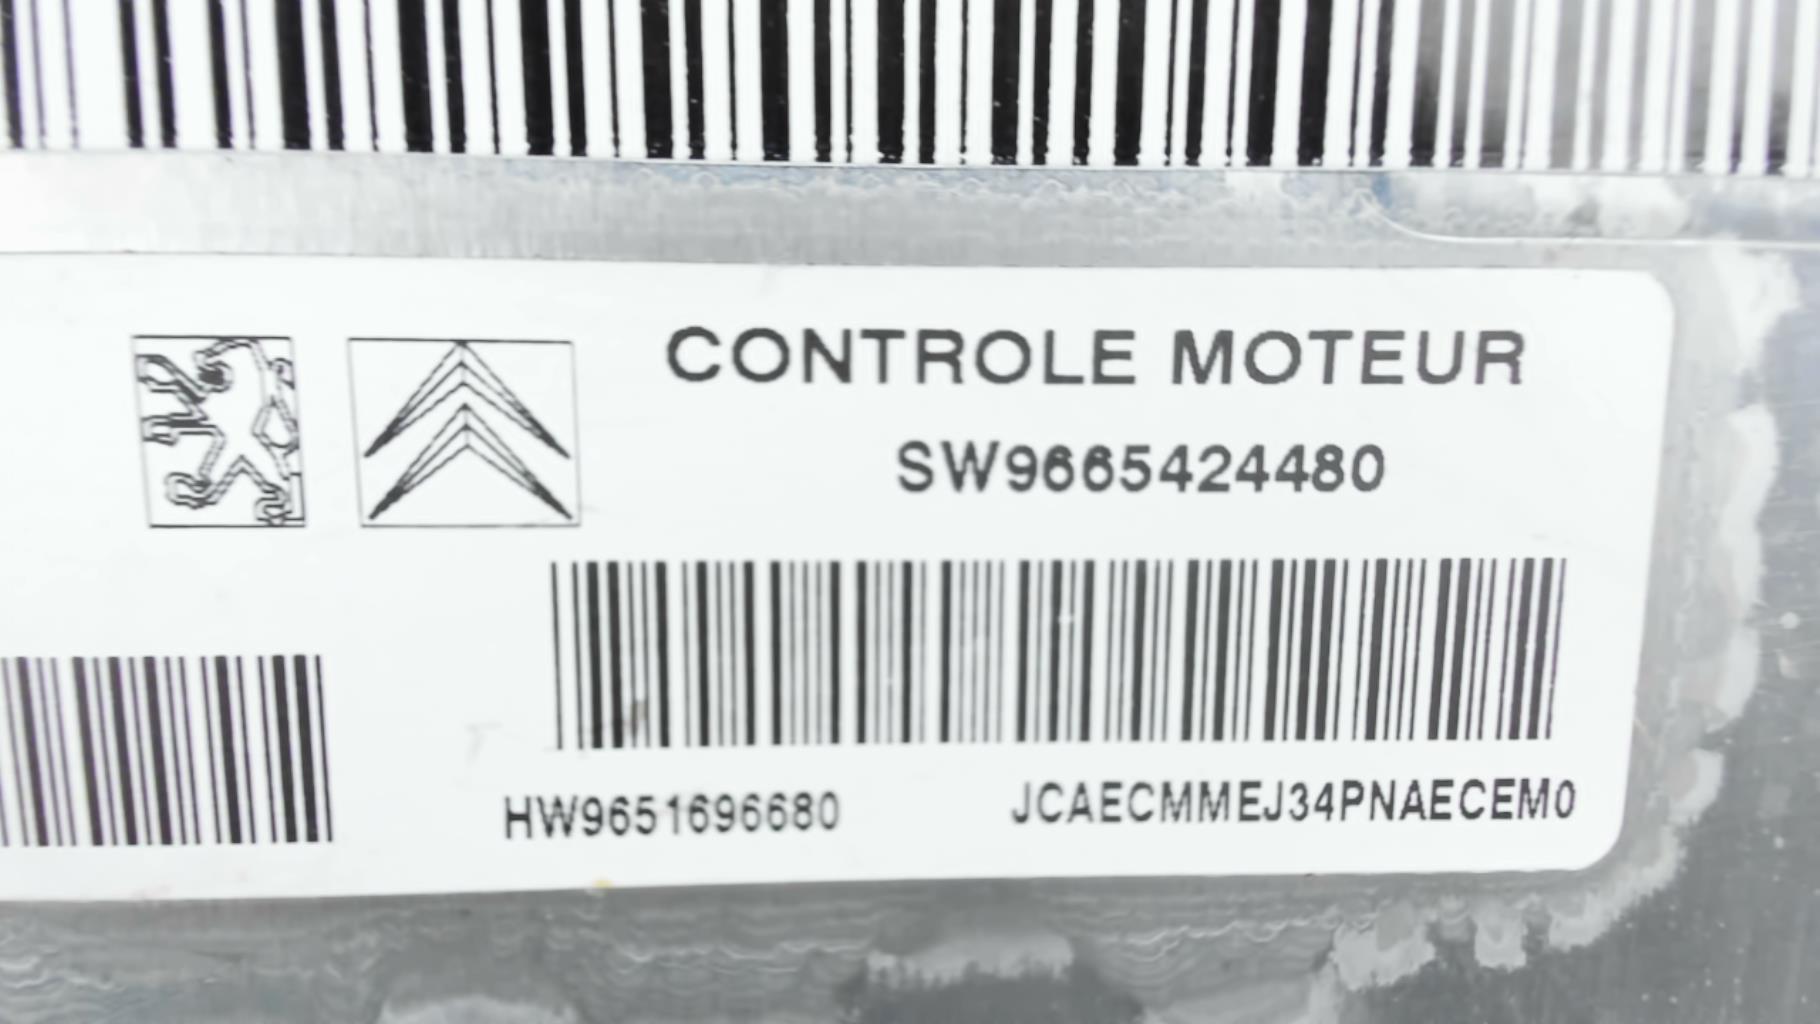 CONTROLE MOTEUR
SW9665424480
HW9651696680 JCAECMMEJ34PNAECEM0